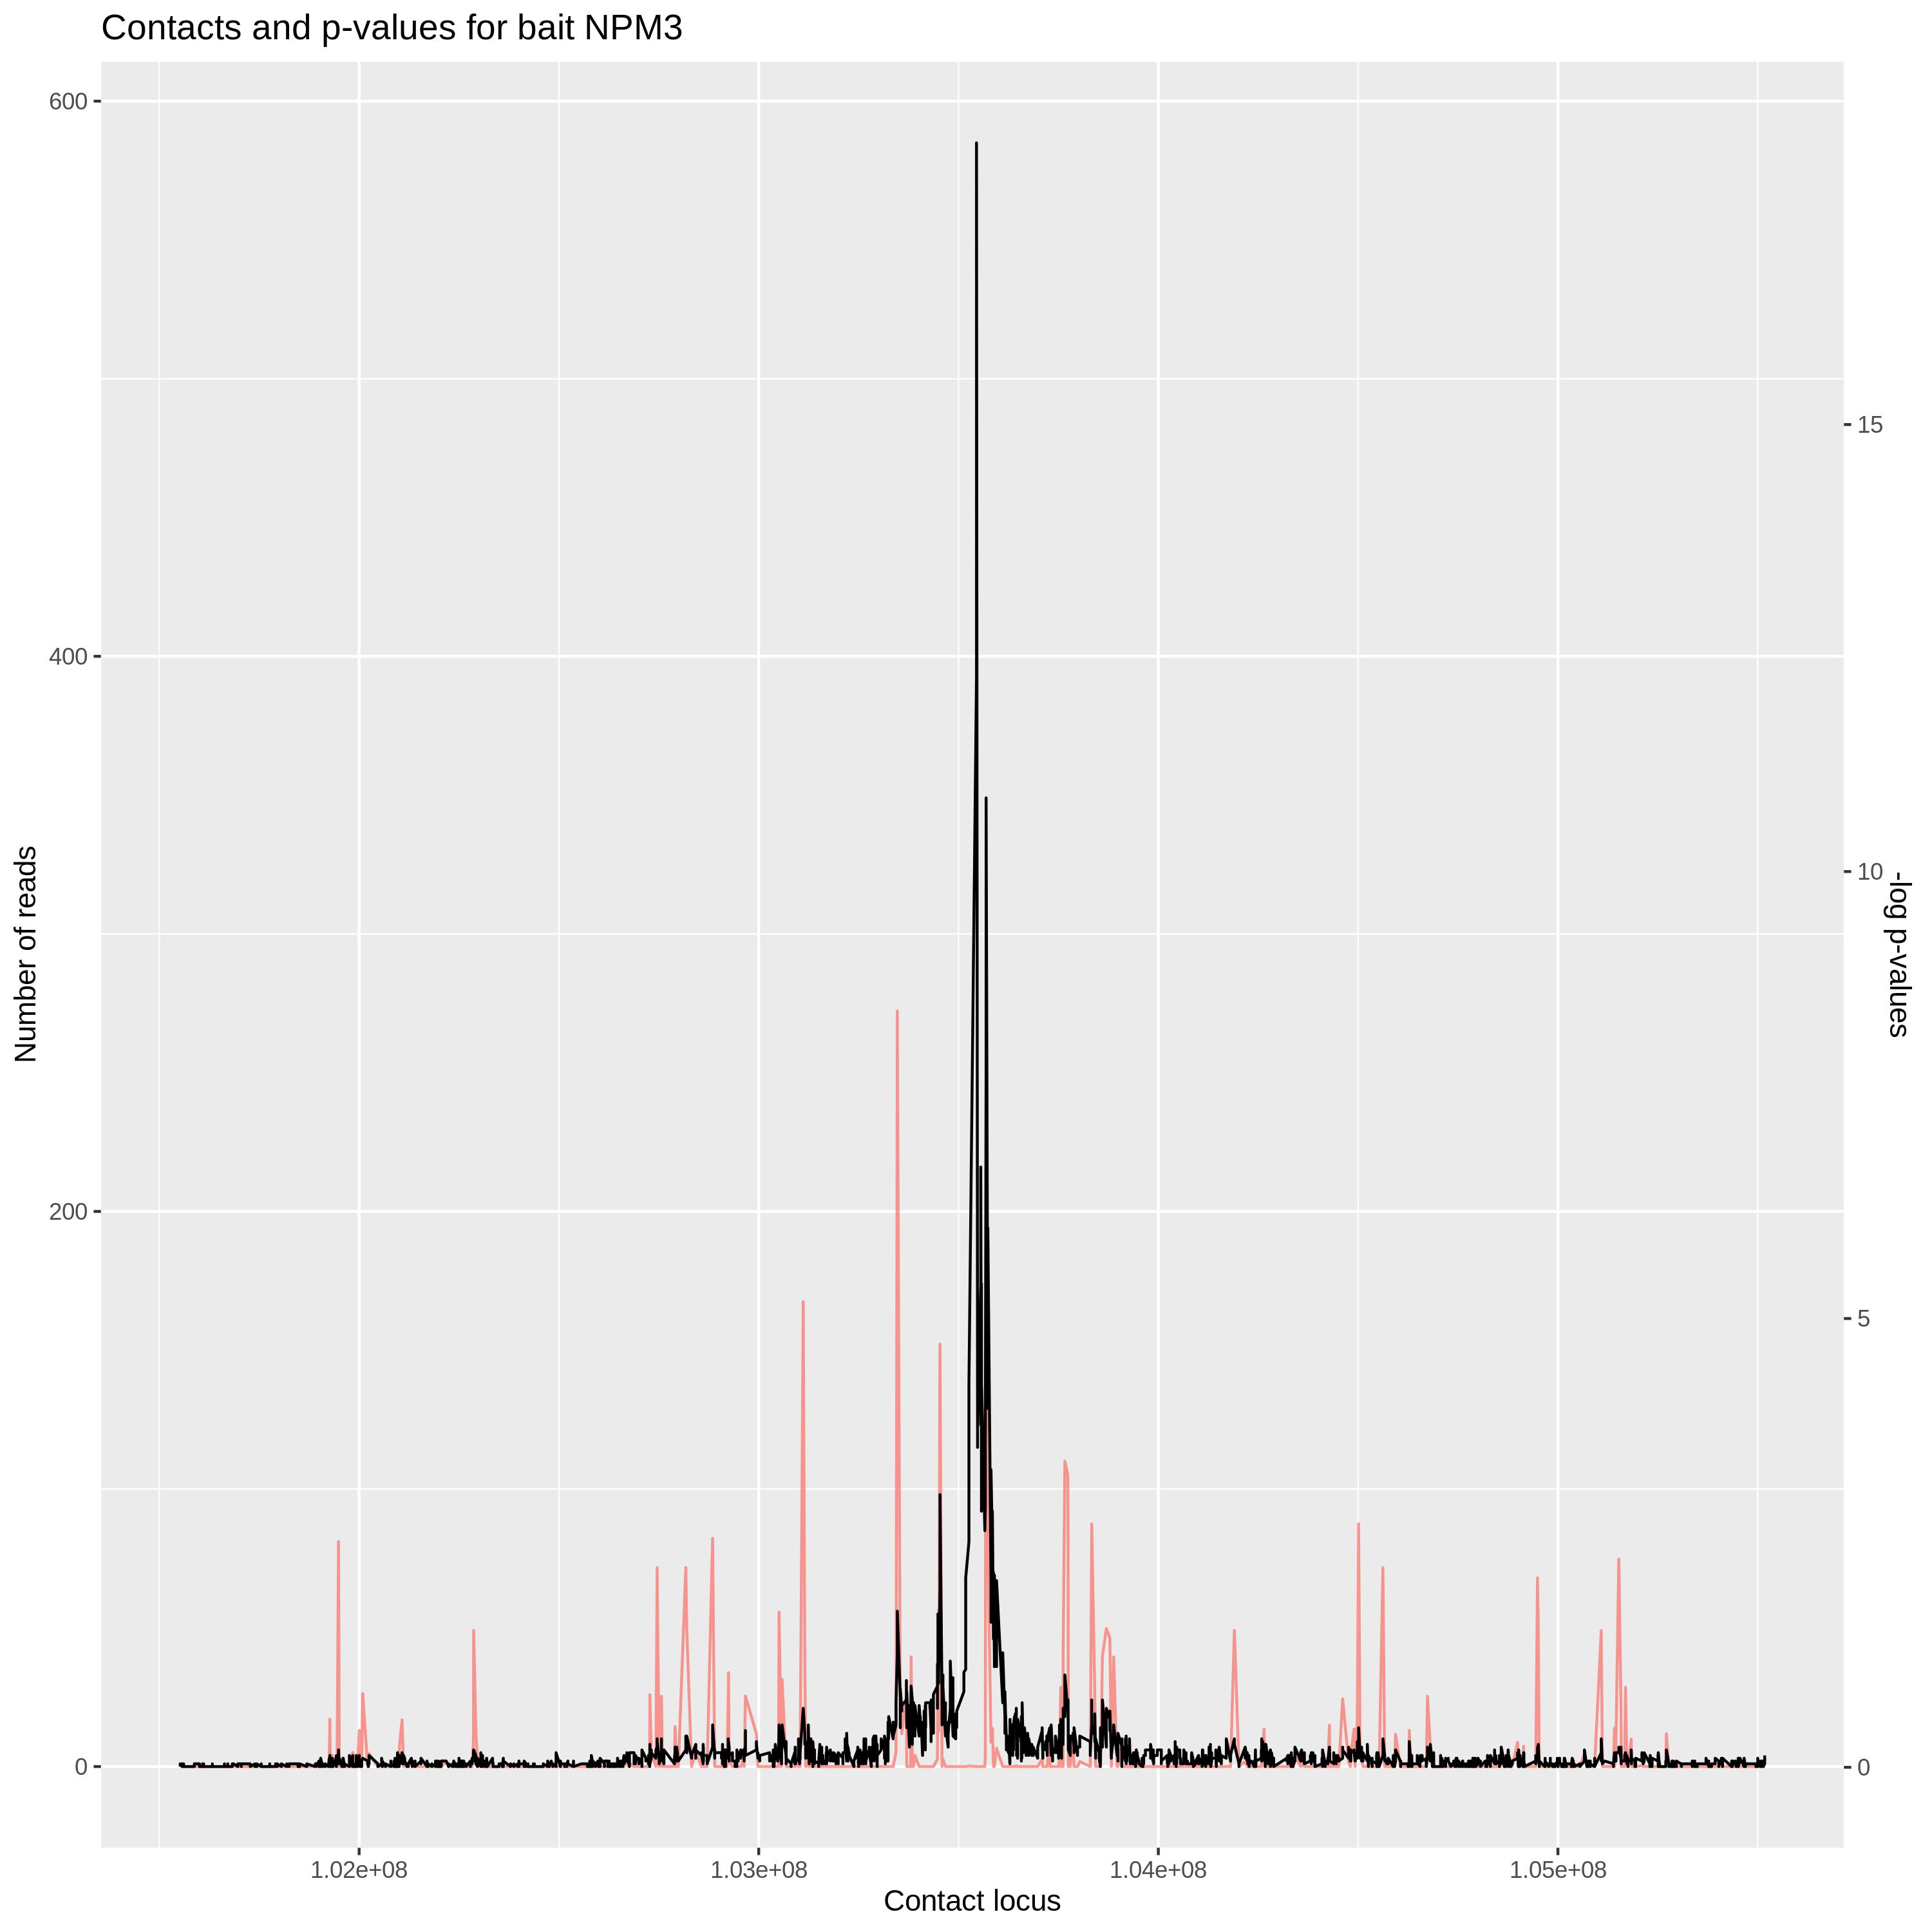 Contacts and p-values for bait NPM3
600
400
200
0
Number of reads
15
10
5
0
-log p-values
1.02e+08
1.03e+08
1.04e+08
1.05e+08
Contact locus